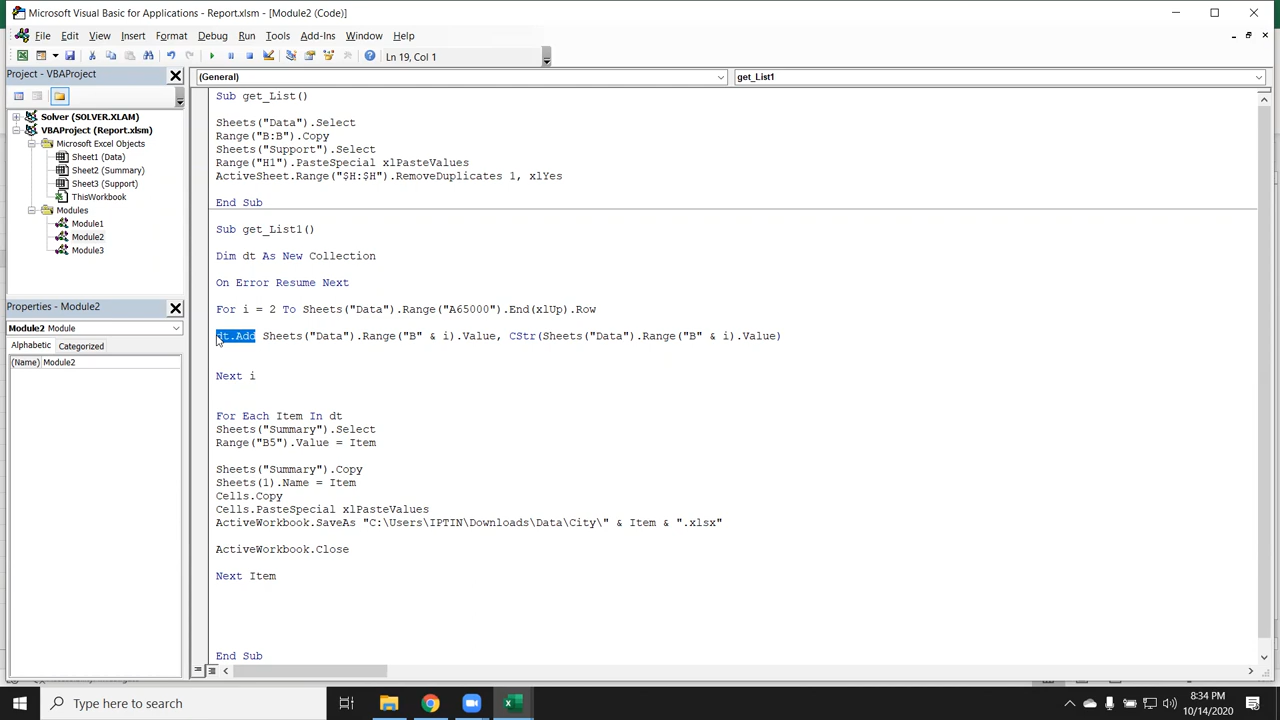 Microsoft Visual Basic for Applications - Report.xlsm - [Module2 (Code)]
File Edit View Insert Format Debug Run Tools Add-Ins Window Help
Ln 19, Col 1
Project - VBAProject
(General) get_List1
Solver (SOLVER.XLAM)
VBAProject (Report.xlsm)
Microsoft Excel Objects
Sheet1 (Data)
Sheet2 (Summary)
Sheet3 (Support)
ThisWorkbook
Modules
Module1
Module2
Module3
Properties - Module2
Module2 Module
Alphabetic Categorized
(Name) Module2
Sub get_List()
Sheets("Data").Select
Range("B:B").Copy
Sheets("Support").Select
Range("H1").PasteSpecial xlPasteValues
ActiveSheet.Range("$H:$H").RemoveDuplicates 1, xlYes
End Sub
Sub get_List1()
Dim dt As New Collection
On Error Resume Next
For i = 2 To Sheets("Data").Range("A65000").End(xlUp).Row
dt.Add Sheets("Data").Range("B" & i).Value, CStr(Sheets("Data").Range("B" & i).Value)
Next i
For Each Item In dt
Sheets("Summary").Select
Range("B5").Value = Item
Sheets("Summary").Copy
Sheets(1).Name = Item
Cells.Copy
Cells.PasteSpecial xlPasteValues
ActiveWorkbook.SaveAs "C:\Users\IPTIN\Downloads\Data\City\" & Item & ".xlsx"
ActiveWorkbook.Close
Next Item
End Sub
Type here to search
8:34 PM
10/14/2020